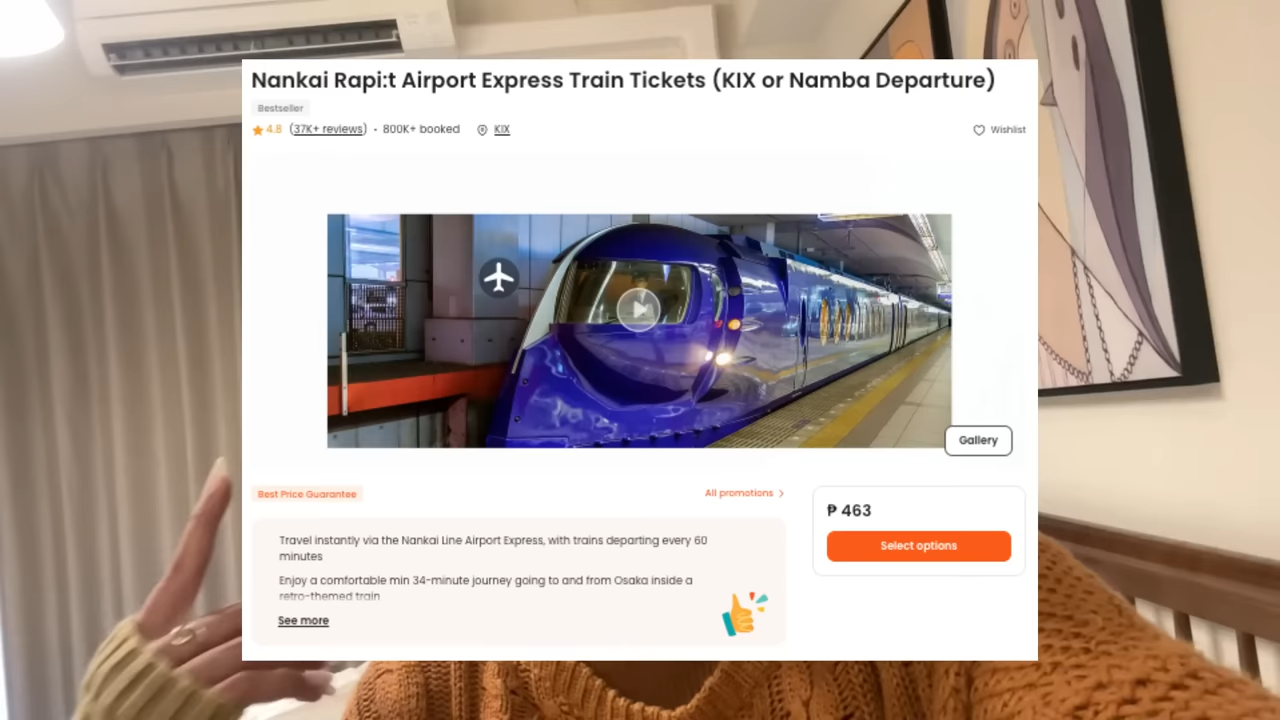 Nankai Rapi:t Airport Express Train Tickets (KIX or Namba Departure)
Bestseller
4.8 (37K+ reviews) • 800K+ booked KIX
Wishlist
Gallery
Best Price Guarantee
All promotions >
₱ 463
Select options
Travel instantly via the Nankai Line Airport Express, with trains departing every 60
minutes
Enjoy a comfortable min 34-minute journey going to and from Osaka inside a
retro-themed train
See more